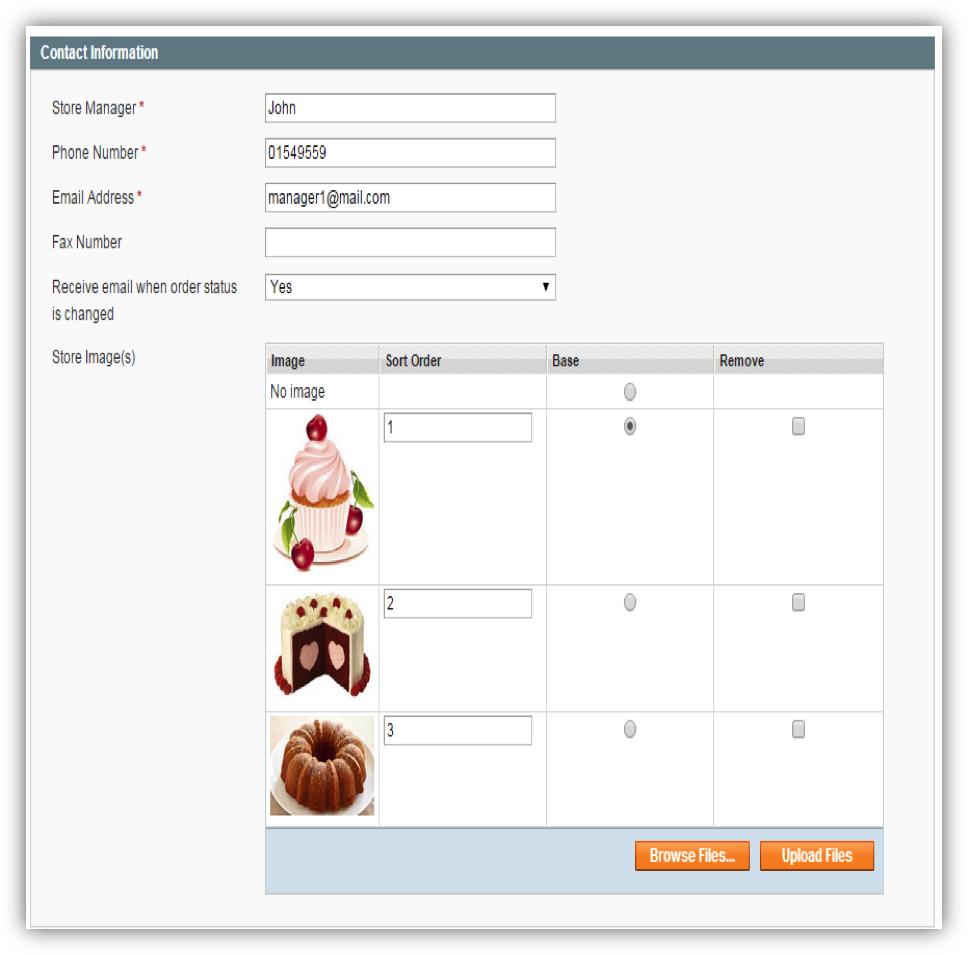 Contact Information
Store Manager * John
Phone Number * 01549559
Email Address * manager1@mail.com
Fax Number
Receive email when order status Yes
is changed
Store Image(s)
Image Sort Order Base Remove
No image
1
2
3
Browse Files... Upload Files